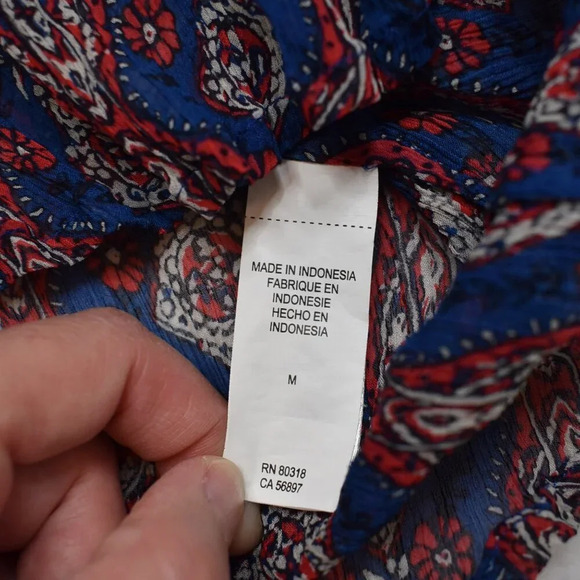 MADE IN INDONESIA
FABRIQUE EN
INDONESIE
HECHO EN
INDONESIA
M
RN 80318
CA 56897